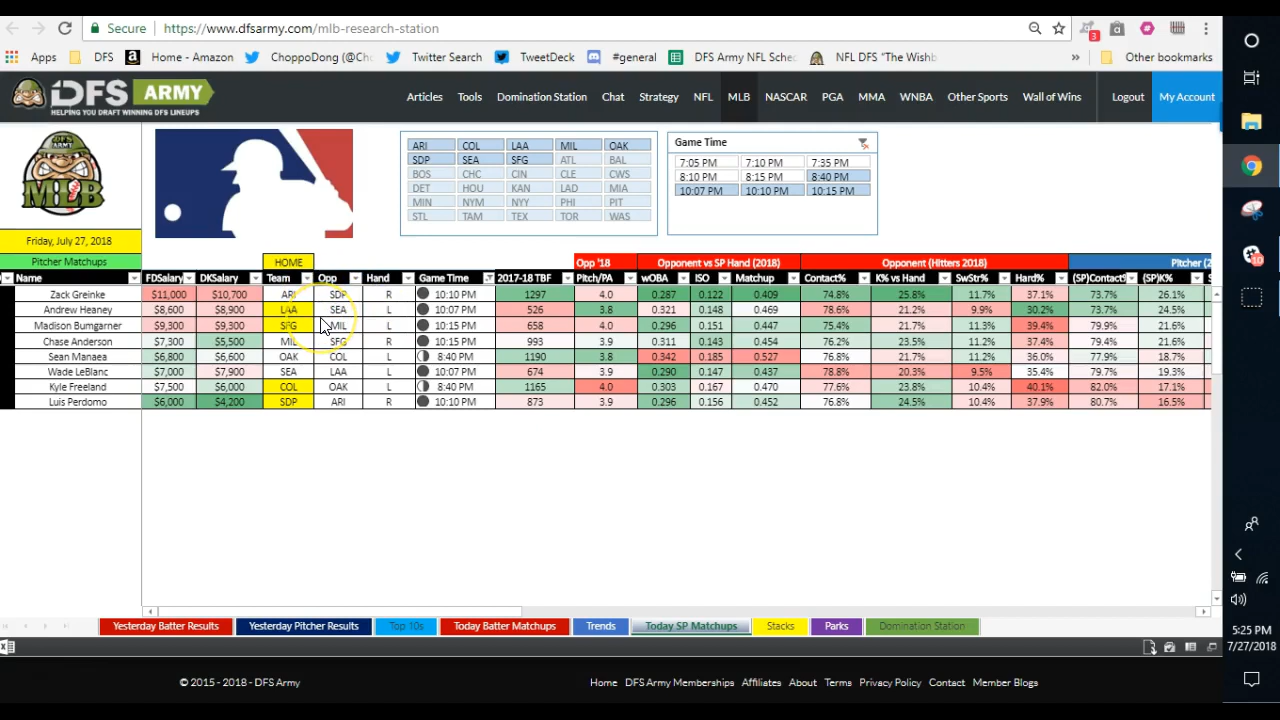 Secure https://www.dfsarmy.com/mlb-research-station
3
Apps DFS Home - Amazon ChoppoDong (@Cho Twitter Search TweetDeck #general DFS Army NFL Sched NFL DFS "The Wishb » Other bookmarks
DFS ARMY Articles Tools Domination Station Chat Strategy NFL MLB NASCAR PGA MMA WNBA Other Sports Wall of Wins Logout My Account
HELPING YOU DRAFT WINNING DFS LINEUPS
MLB
ARI COL LAA MIL OAK
SDP SEA SFG ATL BAL
BOS CHC CIN CLE CWS
DET HOU KAN LAD MIA
MIN NYM NYY PHI PIT
STL TAM TEX TOR WAS
Game Time
7:05 PM 7:10 PM 7:35 PM
8:10 PM 8:15 PM 8:40 PM
10:07 PM 10:10 PM 10:15 PM
Friday, July 27, 2018
Pitcher Matchups HOME Opp '18 Opponent vs SP Hand (2018) Opponent (Hitters 2018) Pitcher (2
Name FDSalary DKSalary Team Opp Hand Game Time 2017-18 TBF Pitch/PA wOBA ISO Matchup Contact% K% vs Hand SwStr% Hard% (SP)Contact% (SP)K%
Zack Greinke $11,000 $10,700 ARI SDP R 10:10 PM 1297 4.0 0.287 0.122 0.409 74.8% 25.8% 11.7% 37.1% 73.7% 26.1%
Andrew Heaney $8,600 $8,900 LAA SEA L 10:07 PM 526 3.8 0.321 0.148 0.469 78.6% 21.2% 9.9% 30.2% 73.7% 24.5%
Madison Bumgarner $9,300 $9,300 SFG MIL L 10:15 PM 658 4.0 0.296 0.151 0.447 75.4% 21.7% 11.3% 39.4% 79.9% 21.6%
Chase Anderson $7,300 $5,500 MIL SFG R 10:15 PM 993 3.9 0.311 0.143 0.454 76.2% 23.5% 11.2% 37.4% 79.4% 21.6%
Sean Manaea $6,800 $6,600 OAK COL L 8:40 PM 1190 3.8 0.342 0.185 0.527 76.8% 21.7% 11.2% 36.0% 77.9% 18.7%
Wade LeBlanc $7,000 $7,900 SEA LAA L 10:07 PM 674 3.9 0.290 0.147 0.437 78.8% 20.3% 9.5% 35.4% 79.7% 19.3%
Kyle Freeland $7,500 $6,000 COL OAK L 8:40 PM 1165 4.0 0.303 0.167 0.470 77.6% 23.8% 10.4% 40.1% 82.0% 17.1%
Luis Perdomo $6,000 $4,200 SDP ARI R 10:10 PM 873 3.9 0.296 0.156 0.452 76.8% 24.5% 10.4% 37.9% 80.7% 16.5%
Yesterday Batter Results Yesterday Pitcher Results Top 10s Today Batter Matchups Trends Today SP Matchups Stacks Parks Domination Station
© 2015 - 2018 - DFS Army Home DFS Army Memberships Affiliates About Terms Privacy Policy Contact Member Blogs
10
5:25 PM
7/27/2018